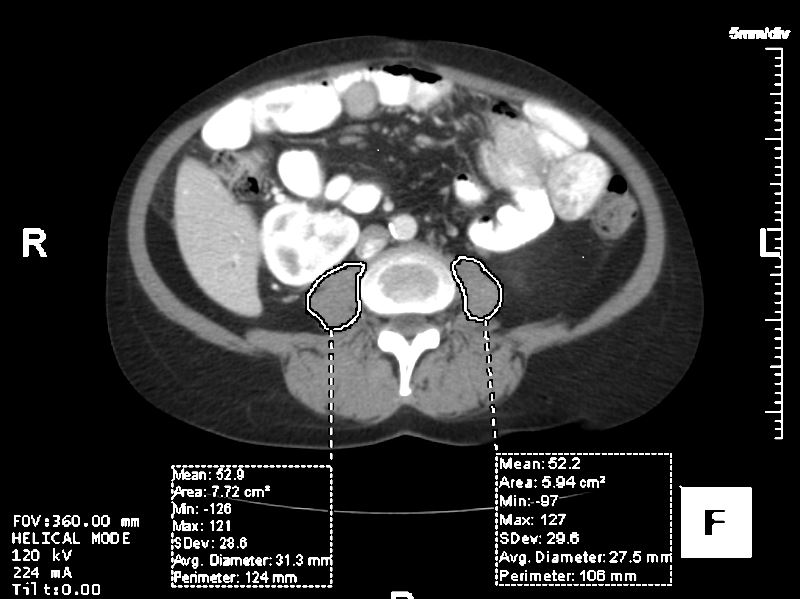 5mm/div
R
L
Mean: 52.9
Area: 7.72 cm²
Min: -126
Max: 121
SDev: 28.6
Avg. Diameter: 31.3 mm
Perimeter: 124 mm
Mean: 52.2
Area: 5.94 cm²
Min: -97
Max: 127
SDev: 29.6
Avg. Diameter: 27.5 mm
Perimeter: 106 mm
F
FOV:360.00 mm
HELICAL MODE
120 kV
224 mA
Tilt:0.00